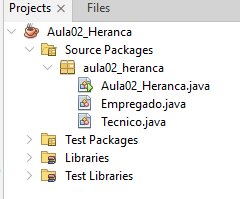 Projects × Files
Aula02_Heranca
Source Packages
aula02_heranca
Aula02_Heranca.java
Empregado.java
Tecnico.java
Test Packages
Libraries
Test Libraries